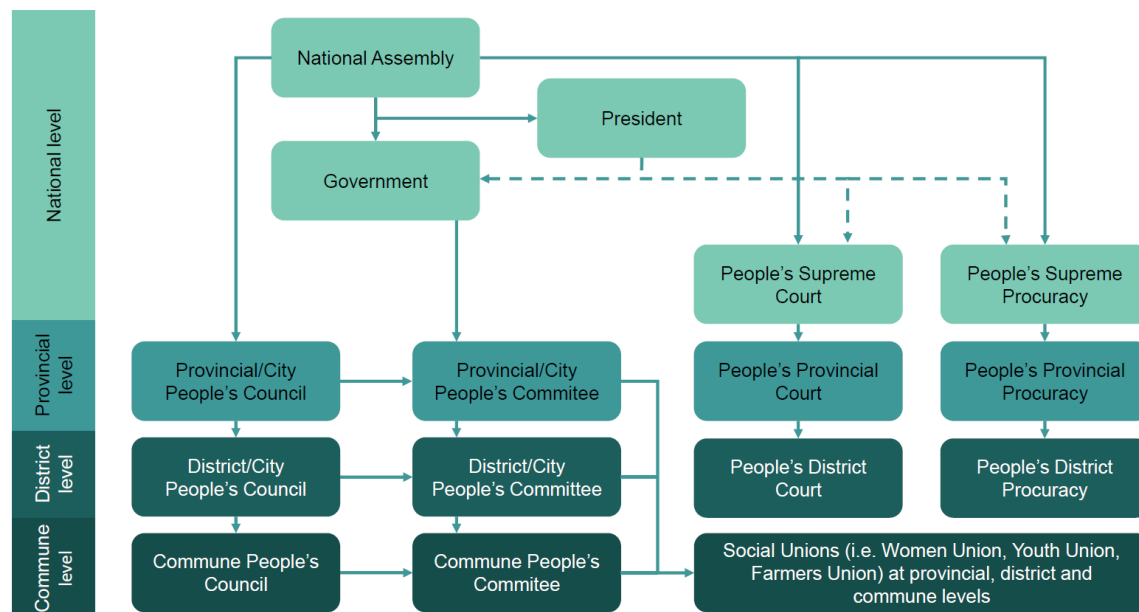 National level
National Assembly
President
Government
People's Supreme
Court
People's Supreme
Procuracy
Provincial
level
Provincial/City
People's Council
Provincial/City
People's Commitee
People's Provincial
Court
People's Provincial
Procuracy
District
level
District/City
People's Council
District/City
People's Committee
People's District
Court
People's District
Procuracy
Commune
level
Commune People's
Council
Commune People's
Commitee
Social Unions (i.e. Women Union, Youth Union,
Farmers Union) at provincial, district and
commune levels